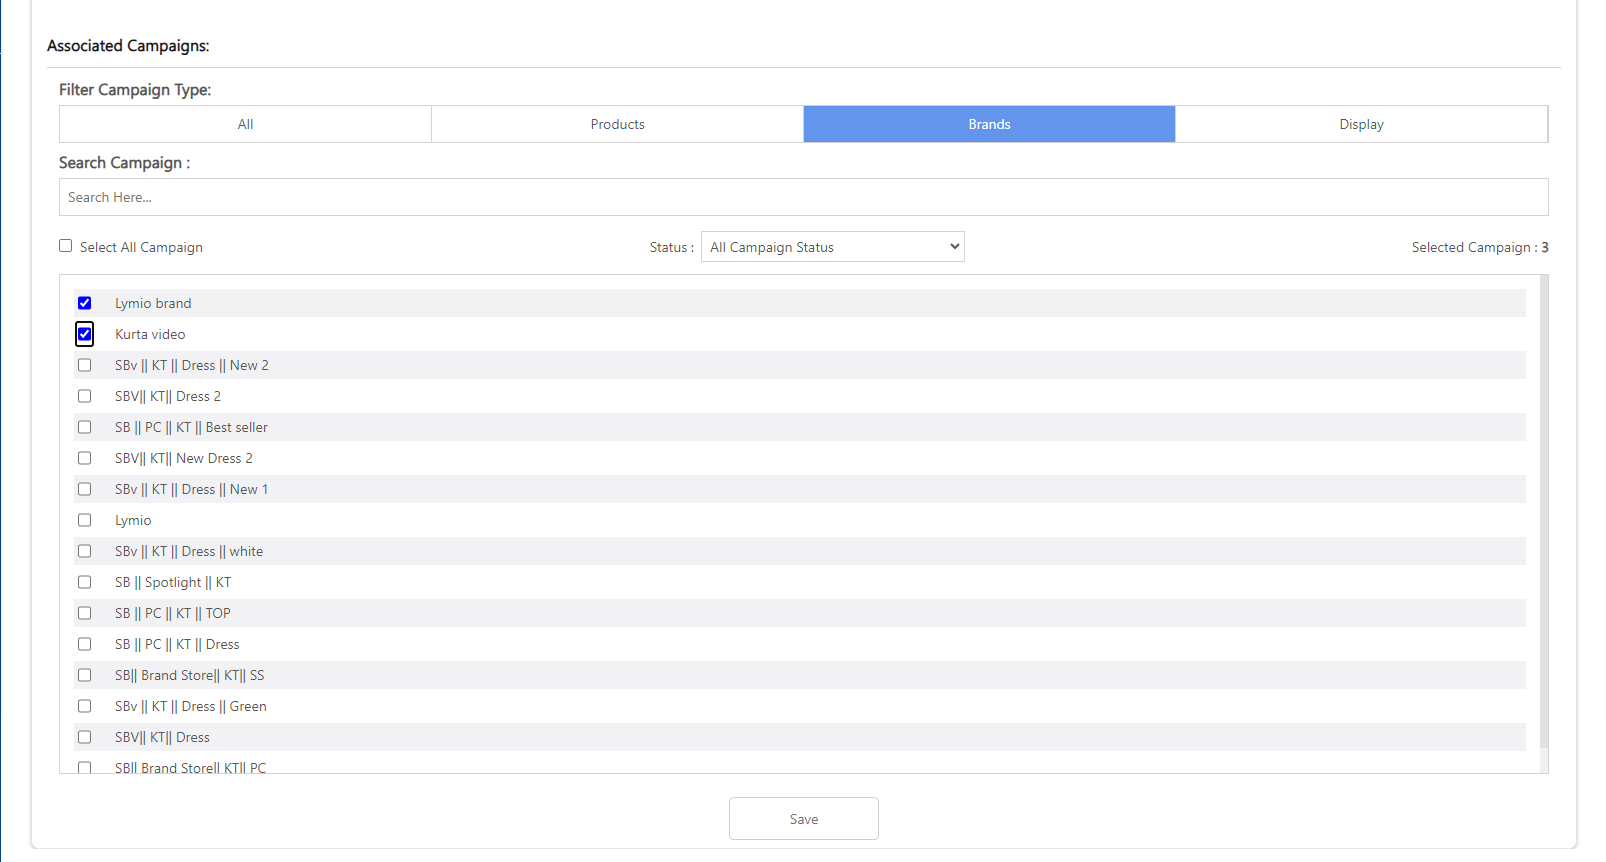 Associated Campaigns:
Filter Campaign Type:
All Products Brands Display
Search Campaign :
Search Here...
Select All Campaign Status : All Campaign Status Selected Campaign : 3
Lymio brand
Kurta video
SBv || KT || Dress || New 2
SBV|| KT|| Dress 2
SB || PC || KT || Best seller
SBV|| KT|| New Dress 2
SBv || KT || Dress || New 1
Lymio
SBv || KT || Dress || white
SB || Spotlight || KT
SB || PC || KT || TOP
SB || PC || KT || Dress
SB|| Brand Store|| KT|| SS
SBv || KT || Dress || Green
SBV|| KT|| Dress
SB|| Brand Store|| KT|| PC
Save